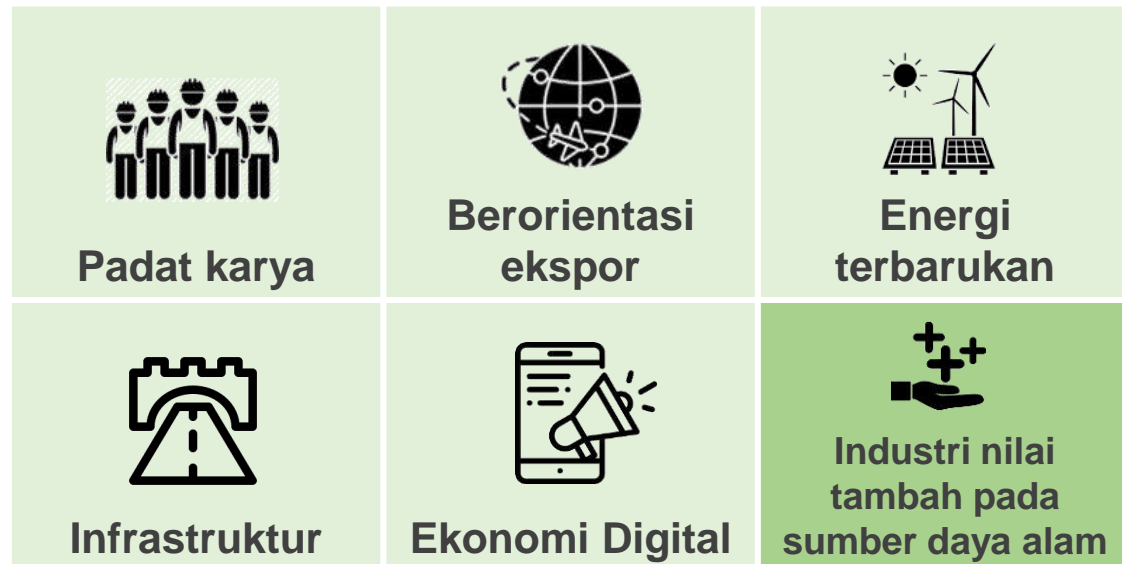 Padat karya
Berorientasi
ekspor
Energi
terbarukan
Infrastruktur
Ekonomi Digital
Industri nilai
tambah pada
sumber daya alam